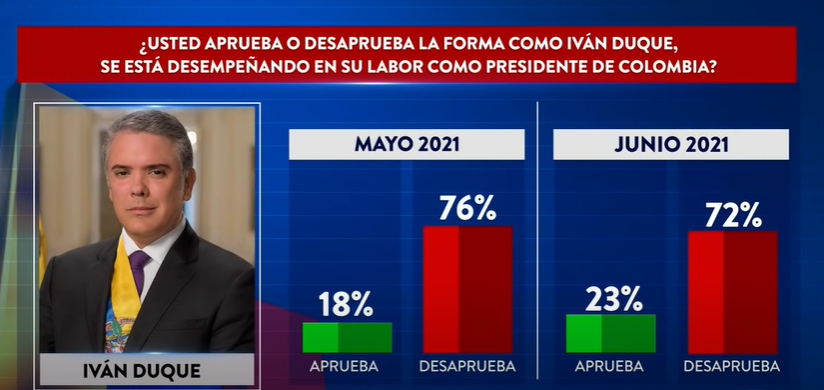 ¿USTED APRUEBA O DESAPRUEBA LA FORMA COMO IVÁN DUQUE,
SE ESTÁ DESEMPEÑANDO EN SU LABOR COMO PRESIDENTE DE COLOMBIA?
IVÁN DUQUE
MAYO 2021
18%
76%
APRUEBA
DESAPRUEBA
JUNIO 2021
23%
72%
APRUEBA
DESAPRUEBA